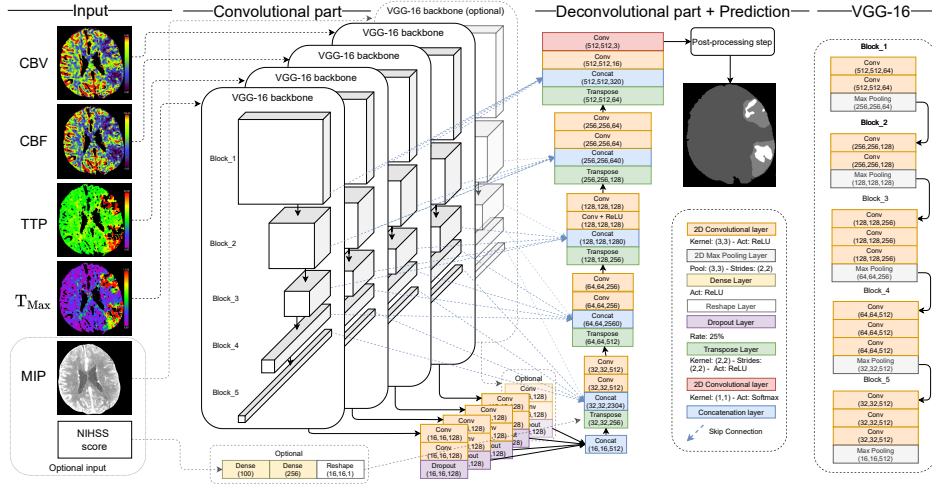 Input
Convolutional part
VGG-16 backbone (optional)
Deconvolutional part + Prediction
VGG-16
CBV
CBF
TTP
TMax
MIP
NIHSS
score
Optional input
VGG-16 backbone
VGG-16 backbone
VGG-16 backbone
VGG-16 backbone
Block_1
Block_2
Block_3
Block_4
Block_5
Optional
Dense
(100)
Dense
(256)
Reshape
(16,16,1)
Optional
Conv
Conv
(16,16,128)
Conv
(16,16,128)
Dropout
(16,16,128)
Concat
(16,16,512)
Conv
(512,512,3)
Conv
(512,512,16)
Concat
(512,512,320)
Transpose
(512,512,64)
Conv
(256,256,64)
Conv
(256,256,64)
Concat
(256,256,640)
Transpose
(256,256,128)
Conv
(128,128,128)
Conv + ReLU
(128,128,128)
Concat
(128,128,1280)
Transpose
(128,128,256)
Conv
(64,64,256)
Conv
(64,64,256)
Concat
(64,64,2560)
Transpose
(64,64,512)
Conv
(32,32,512)
Conv
(32,32,512)
Concat
(32,32,2304)
Transpose
(32,32,256)
Post-processing step
2D Convolutional layer
Kernel: (3,3) - Act: ReLU
2D Max Pooling Layer
Pool: (3,3) - Strides: (2,2)
Dense Layer
Act: ReLU
Reshape Layer
Dropout Layer
Rate: 25%
Transpose Layer
Kernel: (2,2) - Strides:
(2,2) - Act: ReLU
2D Convolutional layer
Kernel: (1,1) - Act: Softmax
Concatenation layer
Skip Connection
Block_1
Conv
(512,512,64)
Conv
(512,512,64)
Max Pooling
(256,256,64)
Block_2
Conv
(256,256,128)
Conv
(256,256,128)
Max Pooling
(128,128,128)
Block_3
Conv
(128,128,256)
Conv
(128,128,256)
Conv
(128,128,256)
Max Pooling
(64,64,256)
Block_4
Conv
(64,64,512)
Conv
(64,64,512)
Conv
(64,64,512)
Max Pooling
(32,32,512)
Block_5
Conv
(32,32,512)
Conv
(32,32,512)
Conv
(32,32,512)
Max Pooling
(16,16,512)